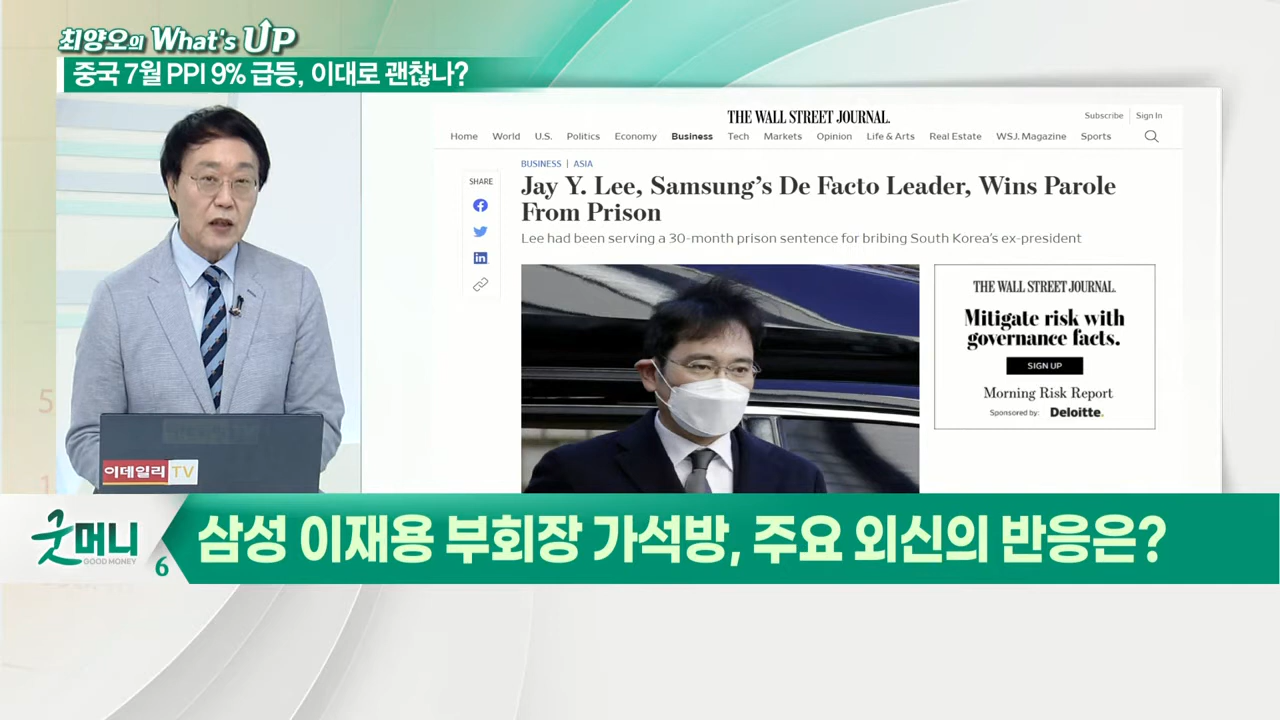 최양오의 What's UP
중국 7월 PPI 9% 급등, 이대로 괜찮나?
THE WALL STREET JOURNAL.
Subscribe | Sign In
Home World U.S. Politics Economy Business Tech Markets Opinion Life & Arts Real Estate WSJ. Magazine Sports
BUSINESS | ASIA
SHARE
Jay Y. Lee, Samsung's De Facto Leader, Wins Parole
From Prison
Lee had been serving a 30-month prison sentence for bribing South Korea's ex-president
THE WALL STREET JOURNAL.
Mitigate risk with
governance facts.
SIGN UP
Morning Risk Report
Sponsored by: Deloitte.
5
1
이데일리 TV
굿머니
GOOD MONEY
6
삼성 이재용 부회장 가석방, 주요 외신의 반응은?